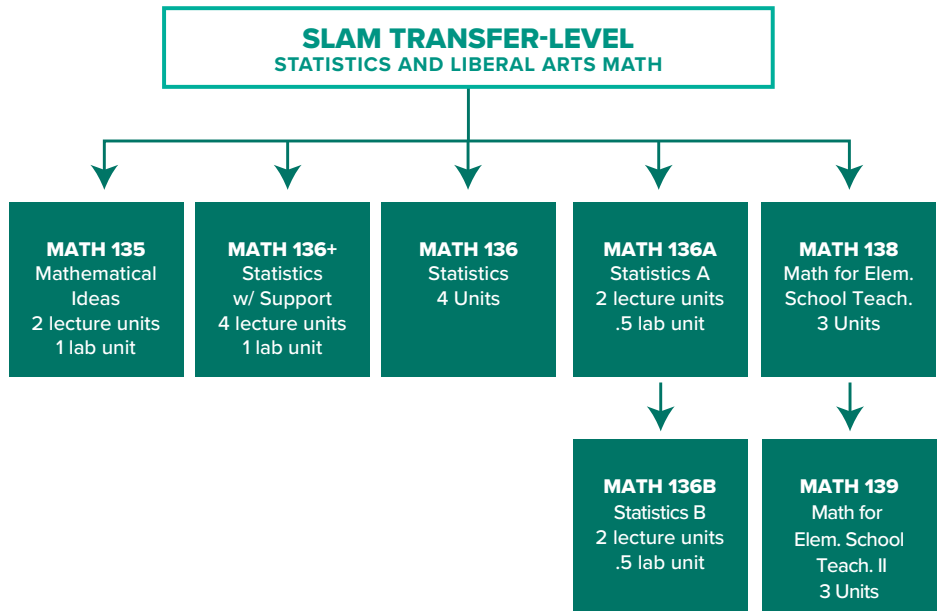 SLAM TRANSFER-LEVEL
STATISTICS AND LIBERAL ARTS MATH
MATH 135
Mathematical
Ideas
2 lecture units
1 lab unit
MATH 136+
Statistics
w/ Support
4 lecture units
1 lab unit
MATH 136
Statistics
4 Units
MATH 136A
Statistics A
2 lecture units
.5 lab unit
MATH 138
Math for Elem.
School Teach.
3 Units
MATH 136B
Statistics B
2 lecture units
.5 lab unit
MATH 139
Math for
Elem. School
Teach. II
3 Units